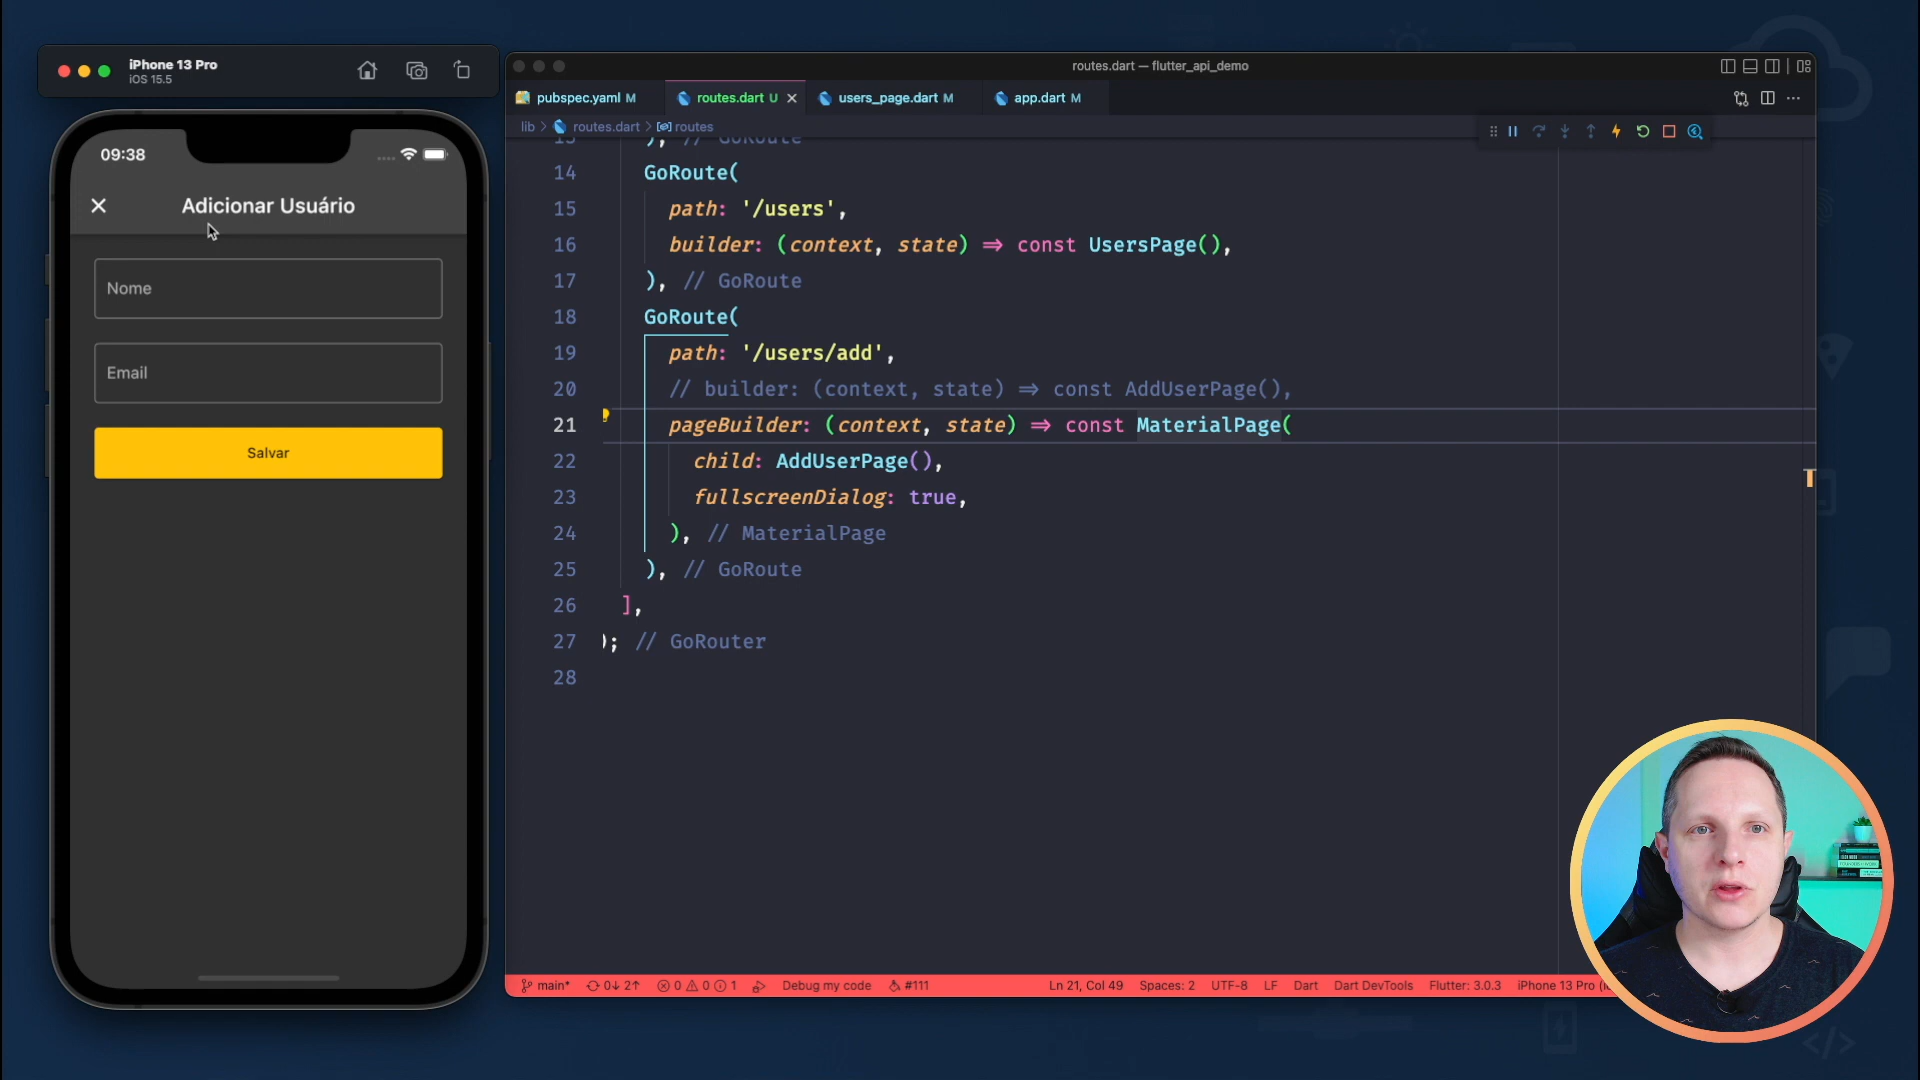 iPhone 13 Pro
iOS 15.5
09:38
Adicionar Usuário
Nome
Email
Salvar
routes.dart — flutter_api_demo
pubspec.yaml M
routes.dart U
users_page.dart M
app.dart M
lib > routes.dart > routes
13 ), // GoRoute
14 GoRoute(
15 path: '/users',
16 builder: (context, state) => const UsersPage(),
17 ), // GoRoute
18 GoRoute(
19 path: '/users/add',
20 // builder: (context, state) => const AddUserPage(),
21 pageBuilder: (context, state) => const MaterialPage(
22 child: AddUserPage(),
23 fullscreenDialog: true,
24 ), // MaterialPage
25 ), // GoRoute
26 ],
27 ); // GoRouter
28
main* 0↓ 2↑ 0 0 1 Debug my code #111 Ln 21, Col 49 Spaces: 2 UTF-8 LF Dart Dart DevTools Flutter: 3.0.3 iPhone 13 Pro